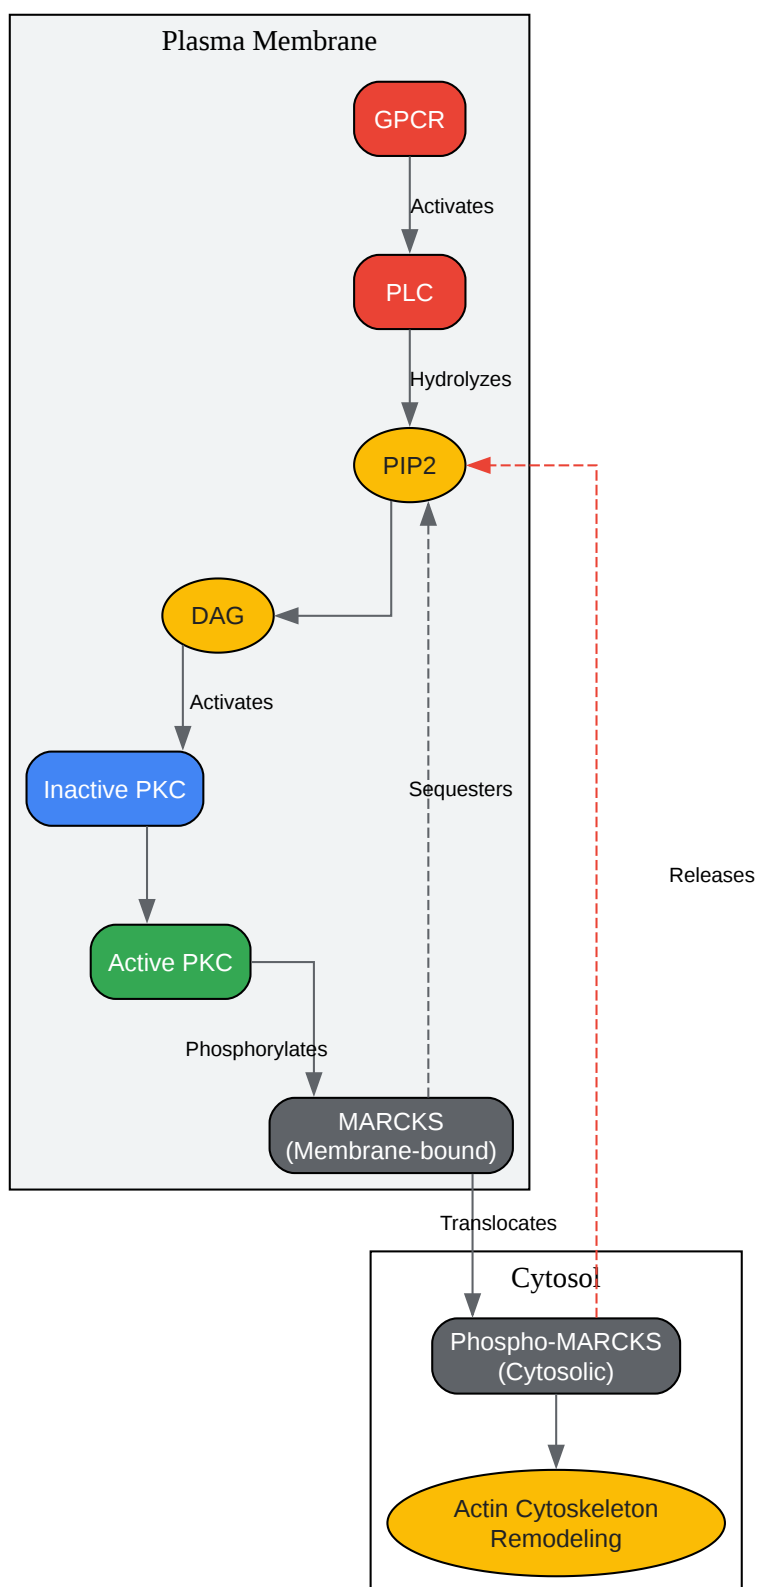 Plasma Membrane
GPCR
Activates
PLC
Hydrolyzes
PIP2
DAG
Activates
Inactive PKC
Sequesters
Releases
Active PKC
Phosphorylates
MARCKS
(Membrane-bound)
Translocates
Cytosol
Phospho-MARCKS
(Cytosolic)
Actin Cytoskeleton
Remodeling